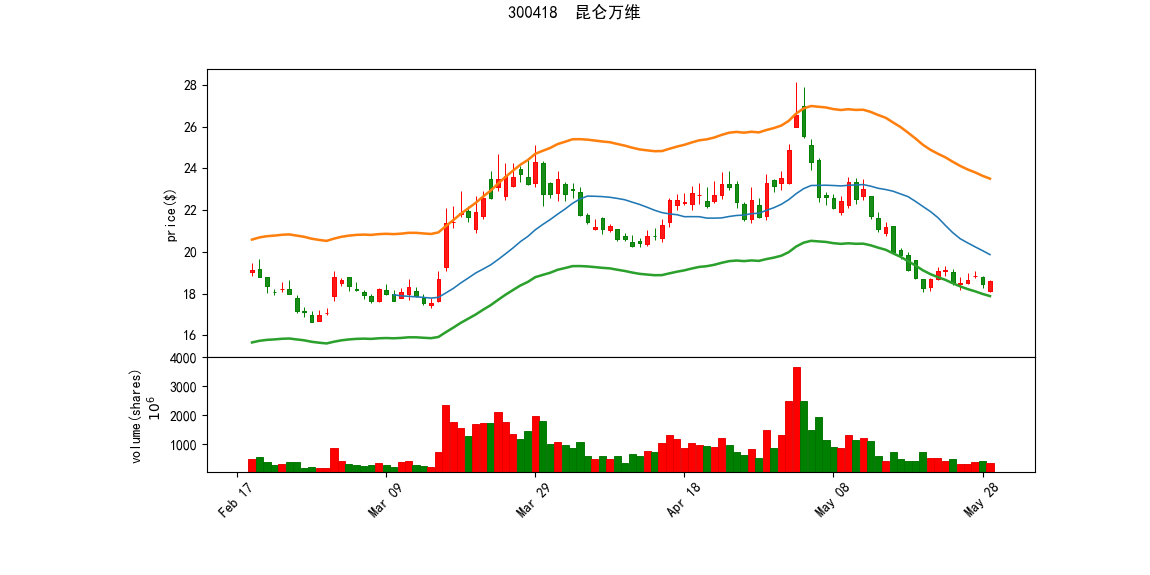 300418 昆仑万维
28
26
24
22
20
18
16
price($)
4000
3000
2000
1000
volume(shares)
10^6
Feb 17
Mar 09
Mar 29
Apr 18
May 08
May 28